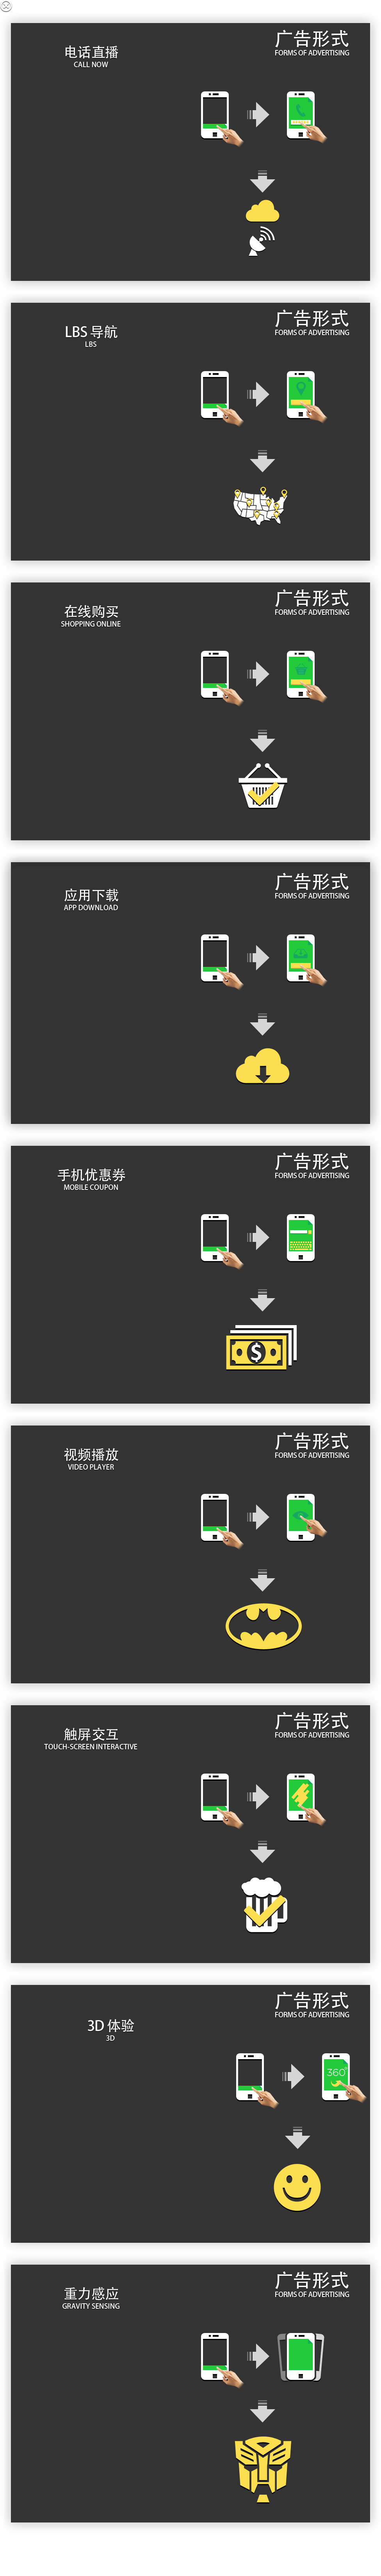 广告形式
FORMS OF ADVERTISING
电话直播
CALL NOW
广告形式
FORMS OF ADVERTISING
LBS 导航
LBS
广告形式
FORMS OF ADVERTISING
在线购买
SHOPPING ONLINE
广告形式
FORMS OF ADVERTISING
应用下载
APP DOWNLOAD
广告形式
FORMS OF ADVERTISING
手机优惠券
MOBILE COUPON
$
广告形式
FORMS OF ADVERTISING
视频播放
VIDEO PLAYER
广告形式
FORMS OF ADVERTISING
触屏交互
TOUCH-SCREEN INTERACTIVE
广告形式
FORMS OF ADVERTISING
3D 体验
3D
360°
广告形式
FORMS OF ADVERTISING
重力感应
GRAVITY SENSING